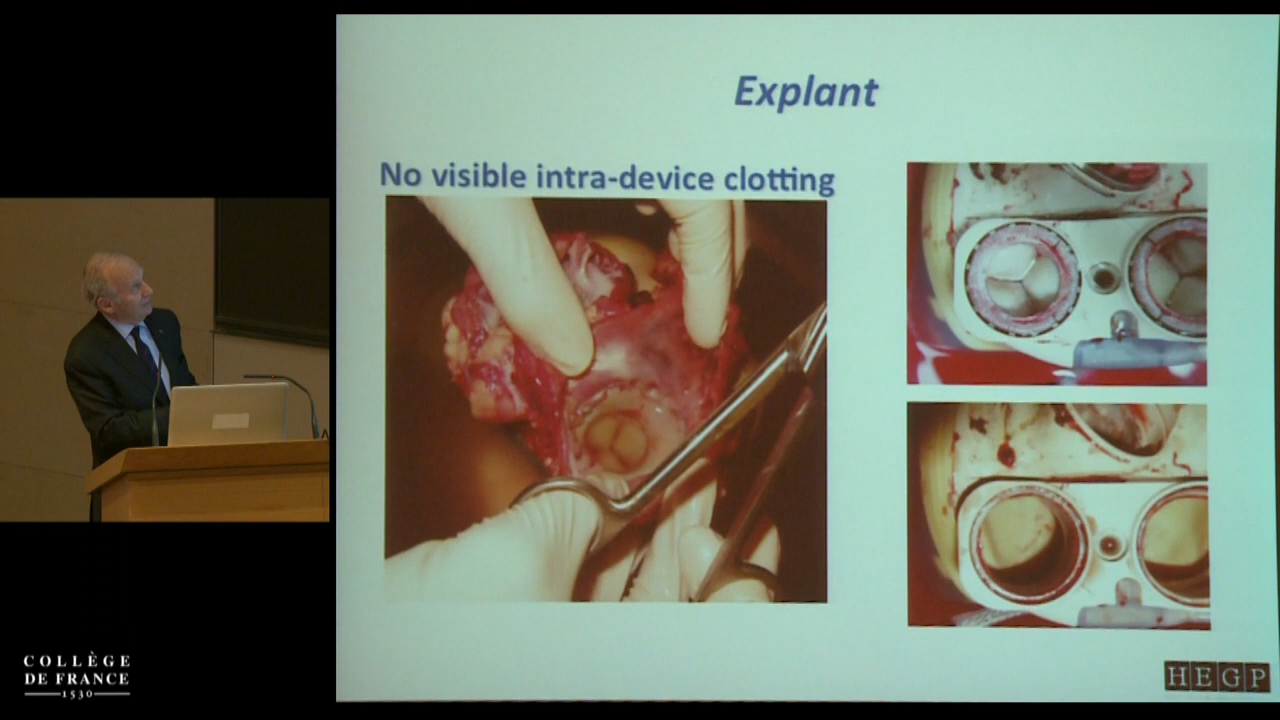 Explant
No visible intra-device clotting
COLLÈGE
DE FRANCE
1530
HEGP